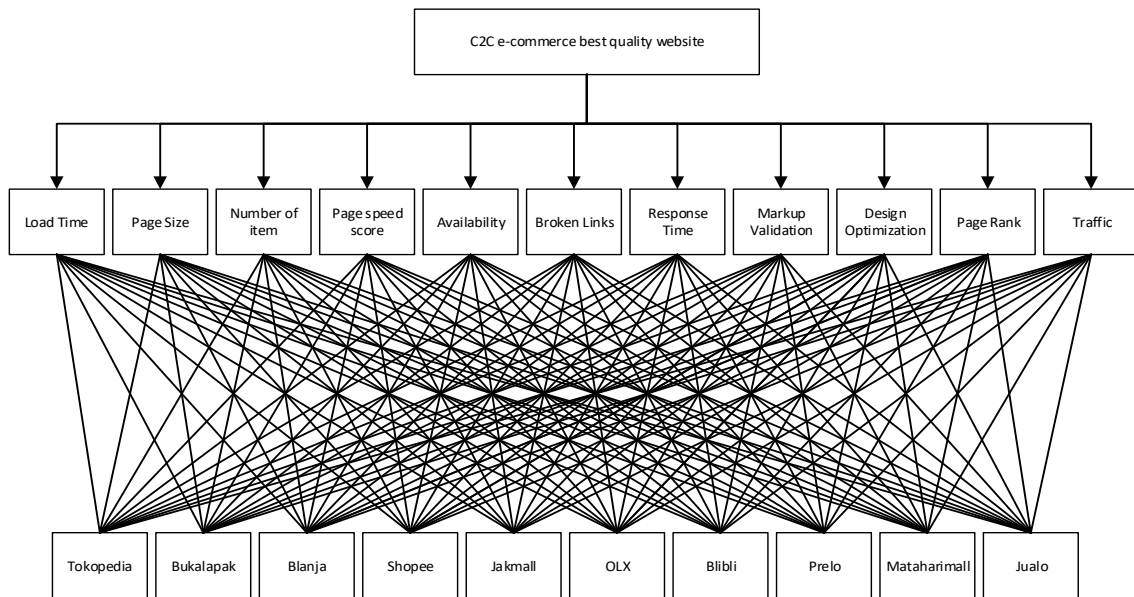 C2C e-commerce best quality website
Load Time
Page Size
Number of
item
Page speed
score
Availability
Broken Links
Response
Time
Markup
Validation
Design
Optimization
Page Rank
Traffic
Tokopedia
Bukalapak
Blanja
Shopee
Jakmall
OLX
Blibli
Prelo
Mataharimall
Jualo